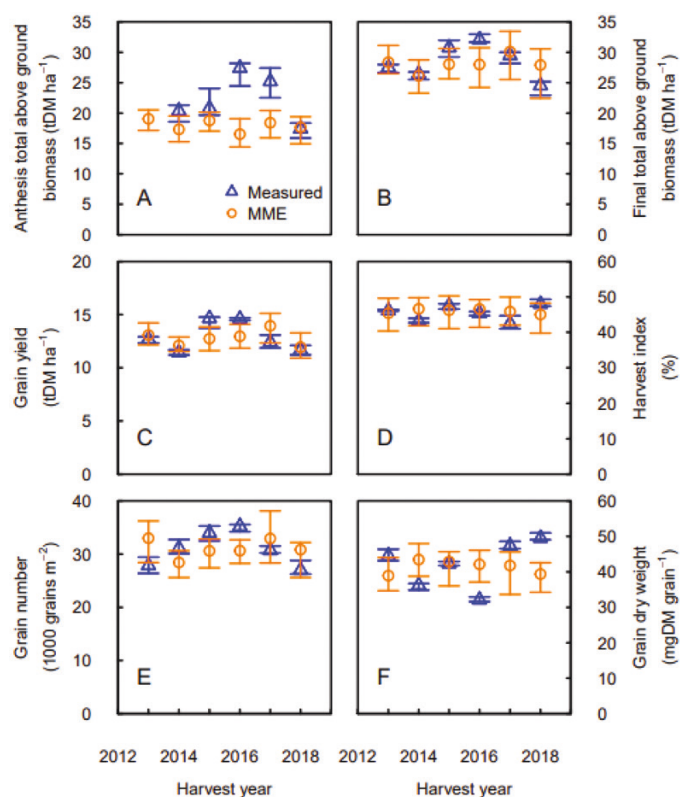 Anthesis total above ground
biomass (tDM ha⁻¹)
35
30
25
20
15
10
5
0
A
Measured
MME
B
35
30
25
20
15
10
5
0
Final total above ground
biomass (tDM ha⁻¹)
Grain yield
(tDM ha⁻¹)
20
15
10
5
0
C
D
60
50
40
30
20
10
0
Harvest index
(%)
Grain number
(1000 grains m⁻²)
40
30
20
10
0
E
F
60
50
40
30
20
10
0
Grain dry weight
(mgDM grain⁻¹)
2012 2014 2016 2018
2012 2014 2016 2018
Harvest year
Harvest year